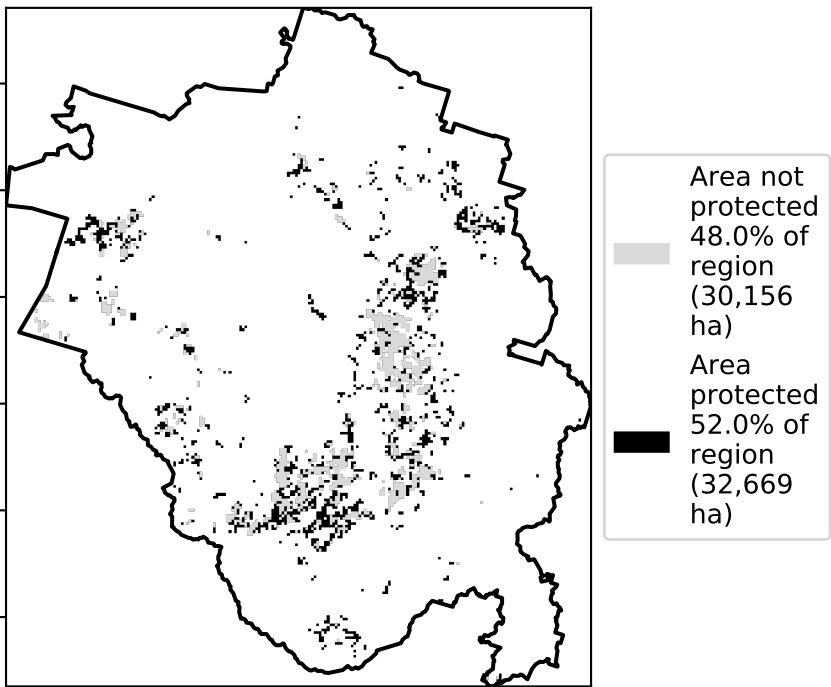 Area not
protected
48.0% of
region
(30,156
ha)
Area
protected
52.0% of
region
(32,669
ha)